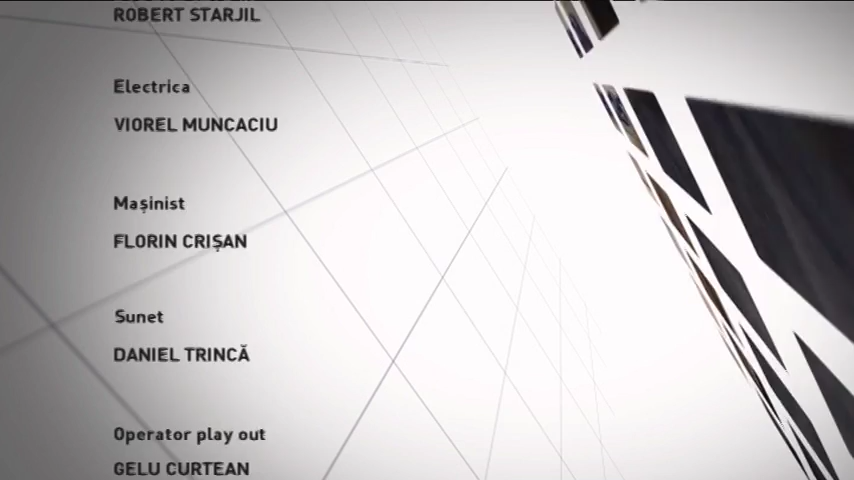 ROBERT STARJIL
Electrica
VIOREL MUNCACIU
Mașinist
FLORIN CRIȘAN
Sunet
DANIEL TRINCĂ
Operator play out
GELU CURTEAN